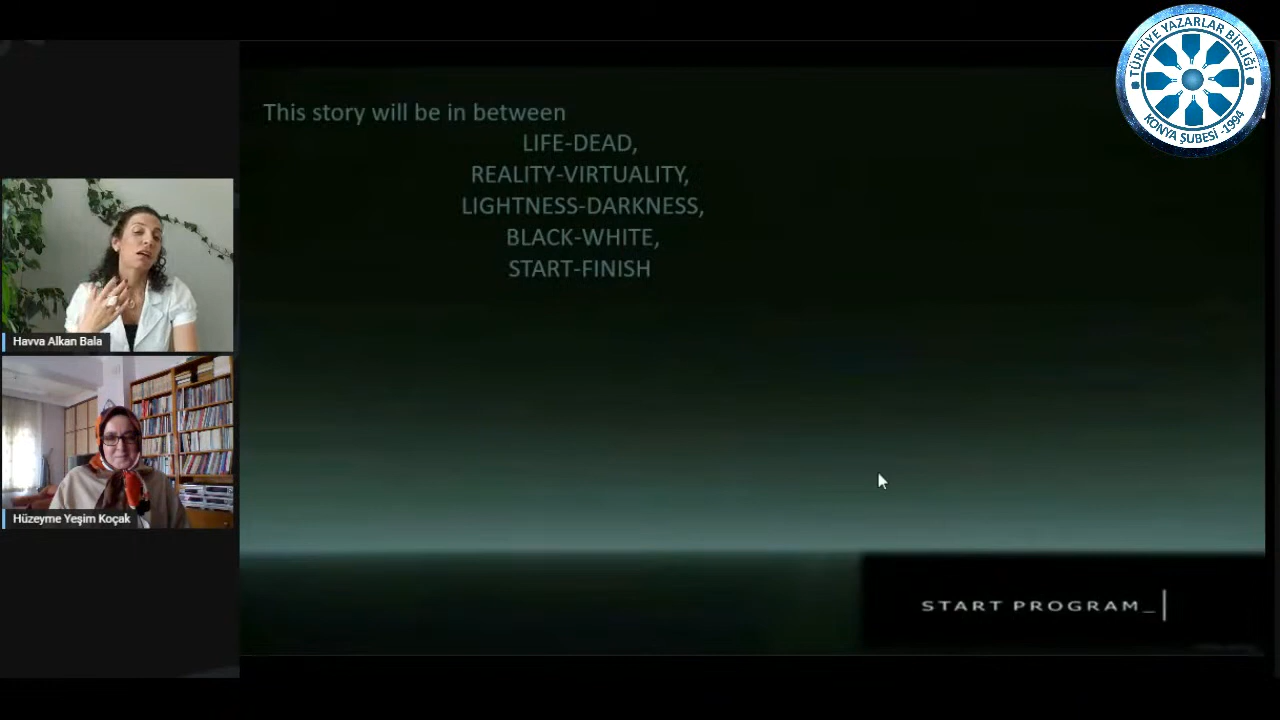 TÜRKİYE YAZARLAR BİRLİĞİ
KONYA ŞUBESİ -1994
This story will be in between
LIFE-DEAD,
REALITY-VIRTUALITY,
LIGHTNESS-DARKNESS,
BLACK-WHITE,
START-FINISH
Havva Alkan Bala
Hüzeyme Yeşim Koçak
START PROGRAM_